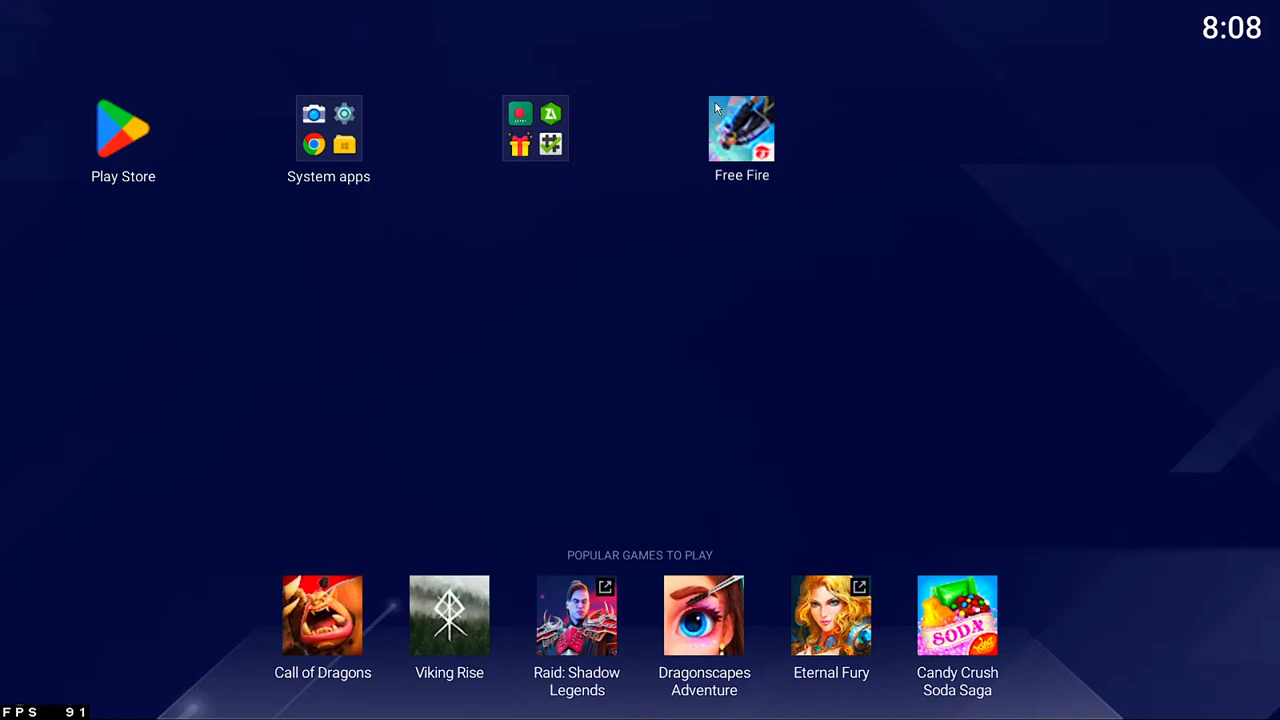 8:08
Play Store
System apps
Free Fire
POPULAR GAMES TO PLAY
SODA
Call of Dragons
Viking Rise
Raid: Shadow
Legends
Dragonscapes
Adventure
Eternal Fury
Candy Crush
Soda Saga
FPS 91